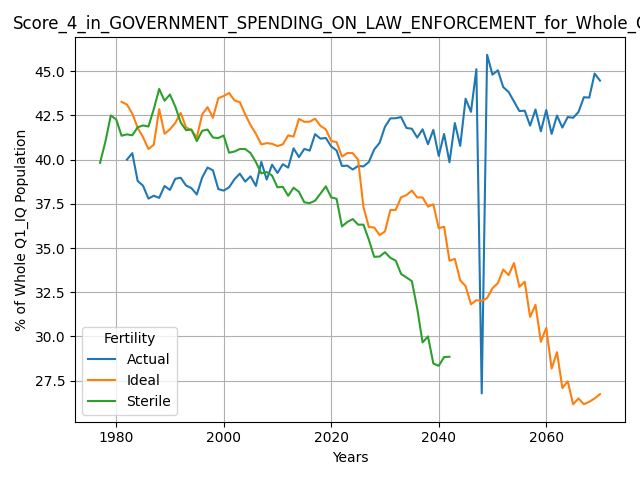 Score_4_in_GOVERNMENT_SPENDING_ON_LAW_ENFORCEMENT_for_Whole_
% of Whole Q1_IQ Population
45.0
42.5
40.0
37.5
35.0
32.5
30.0
27.5
Fertility
Actual
Ideal
Sterile
1980
2000
2020
2040
2060
Years